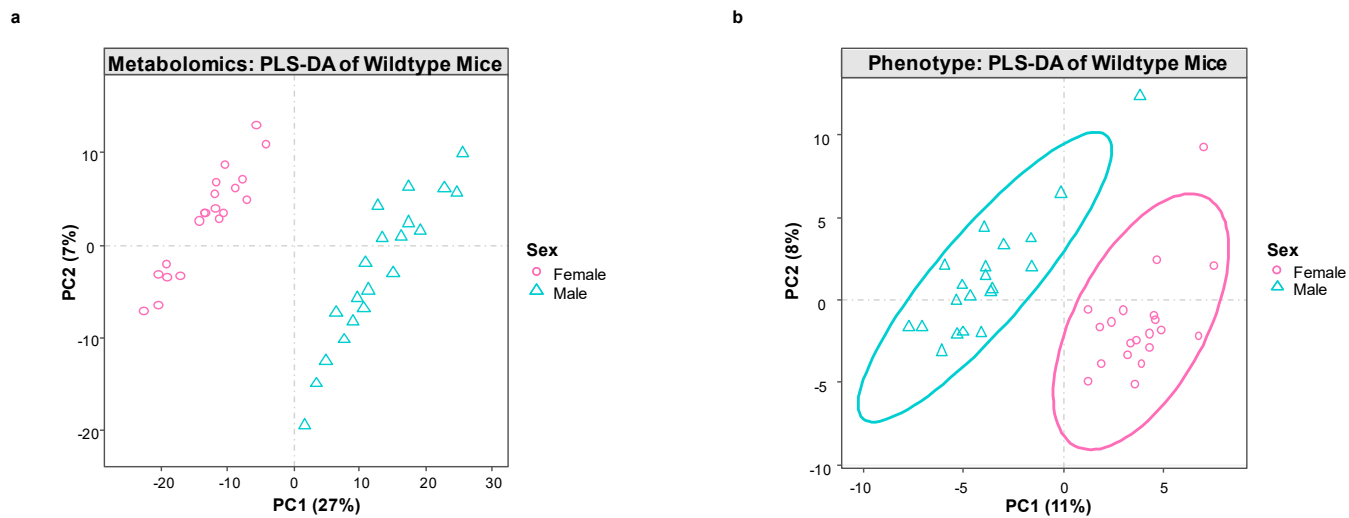 a
Metabolomics: PLS-DA of Wildtype Mice
PC2 (7%)
10
0
-10
-20
-20
-10
0
10
20
30
PC1 (27%)
Sex
Female
Male
b
Phenotype: PLS-DA of Wildtype Mice
PC2 (8%)
10
5
0
-5
-10
-10
-5
0
5
PC1 (11%)
Sex
Female
Male